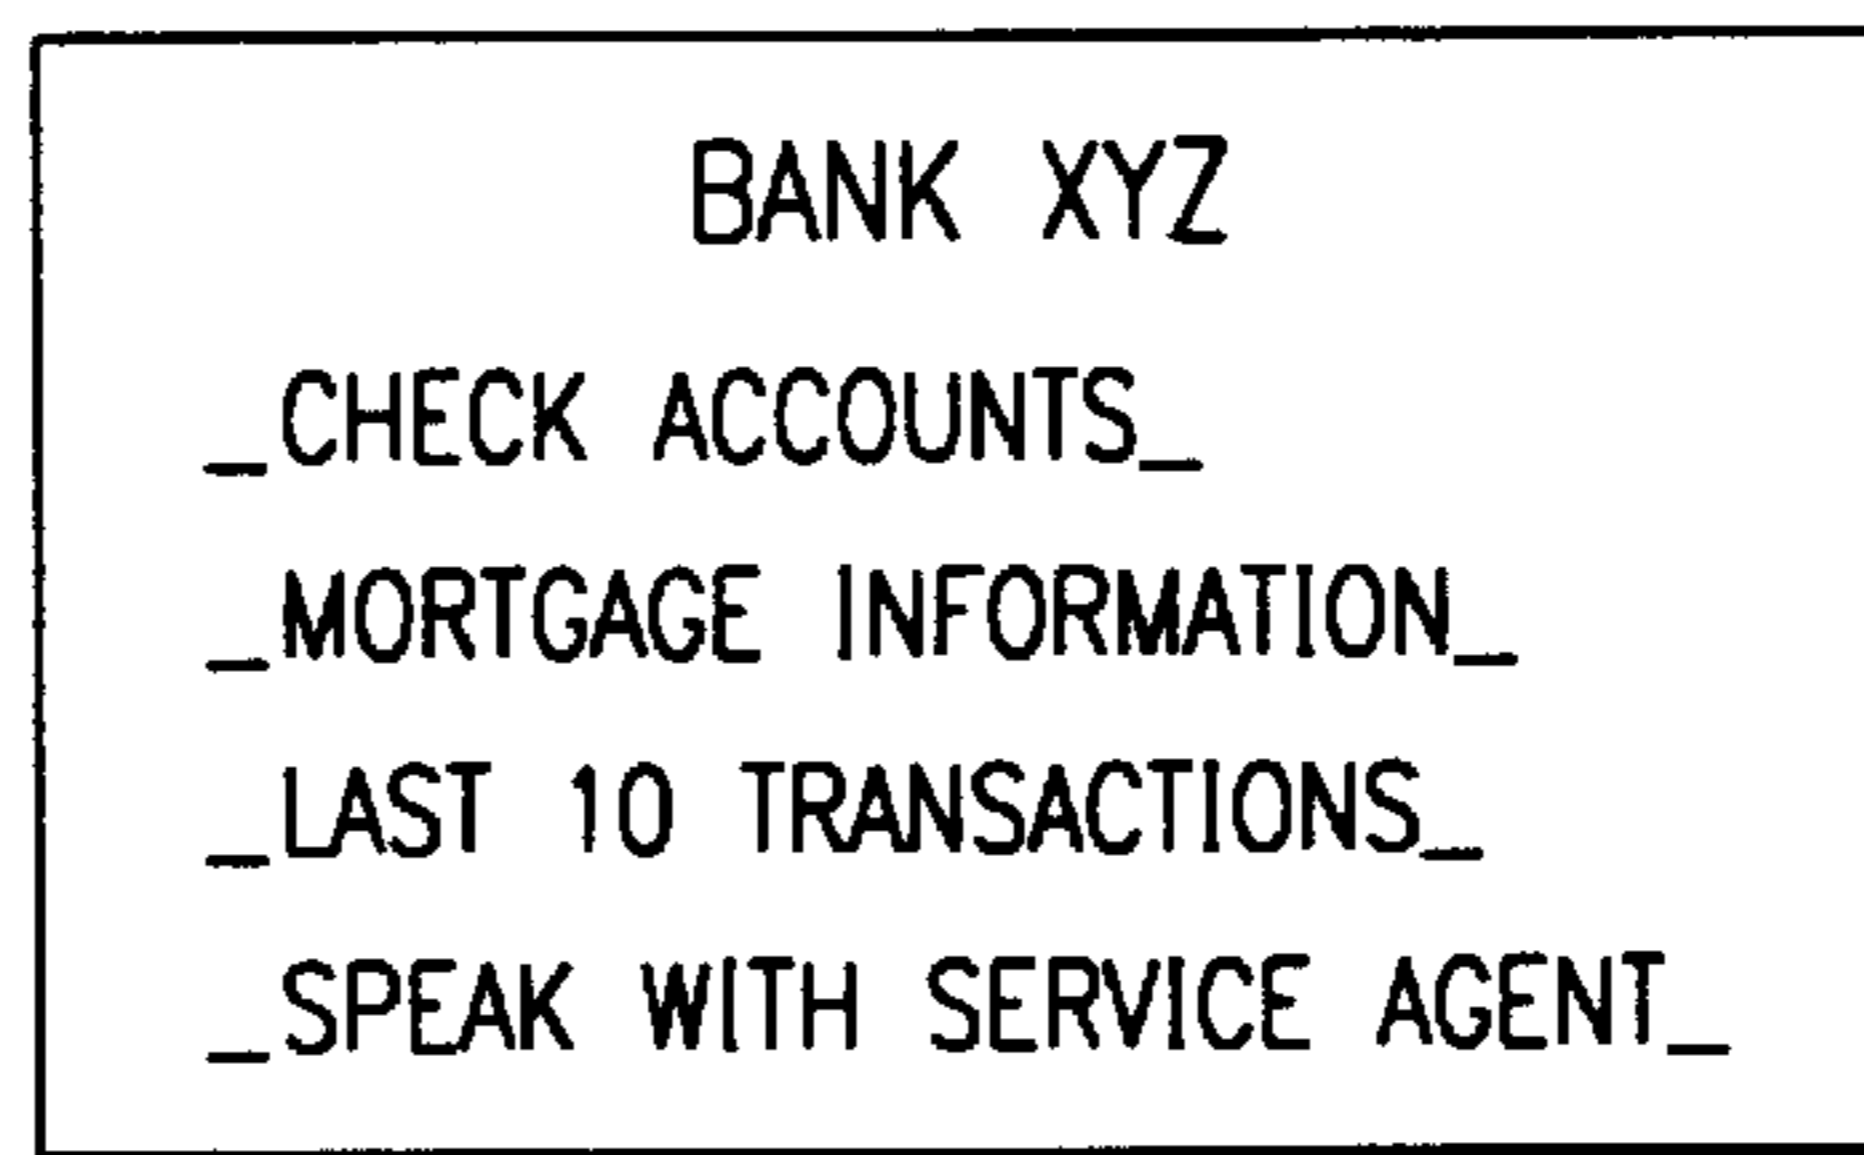 BANK XYZ
_CHECK ACCOUNTS_
_MORTGAGE INFORMATION_
_LAST 10 TRANSACTIONS_
_SPEAK WITH SERVICE AGENT_